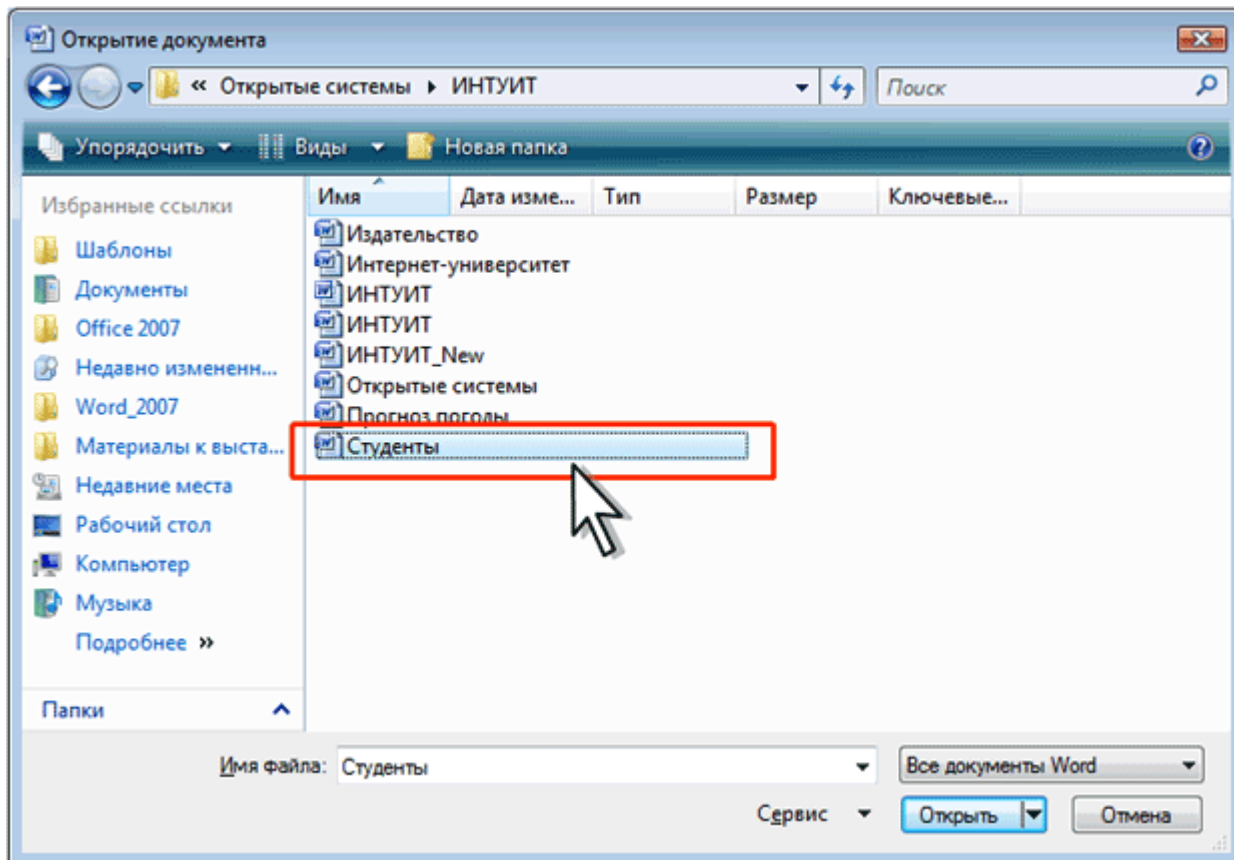 Открытие документа
« Открытые системы ИНТУИТ Поиск
Упорядочить Виды Новая папка
Избранные ссылки
Шаблоны
Документы
Office 2007
Недавно измененн...
Word_2007
Материалы к выста...
Недавние места
Рабочий стол
Компьютер
Музыка
Подробнее »
Папки
Имя Дата изме... Тип Размер Ключевые...
Издательство
Интернет-университет
ИНТУИТ
ИНТУИТ
ИНТУИТ_New
Открытые системы
Прогноз погоды
Студенты
Имя файла: Студенты Все документы Word
Сервис Открыть Отмена